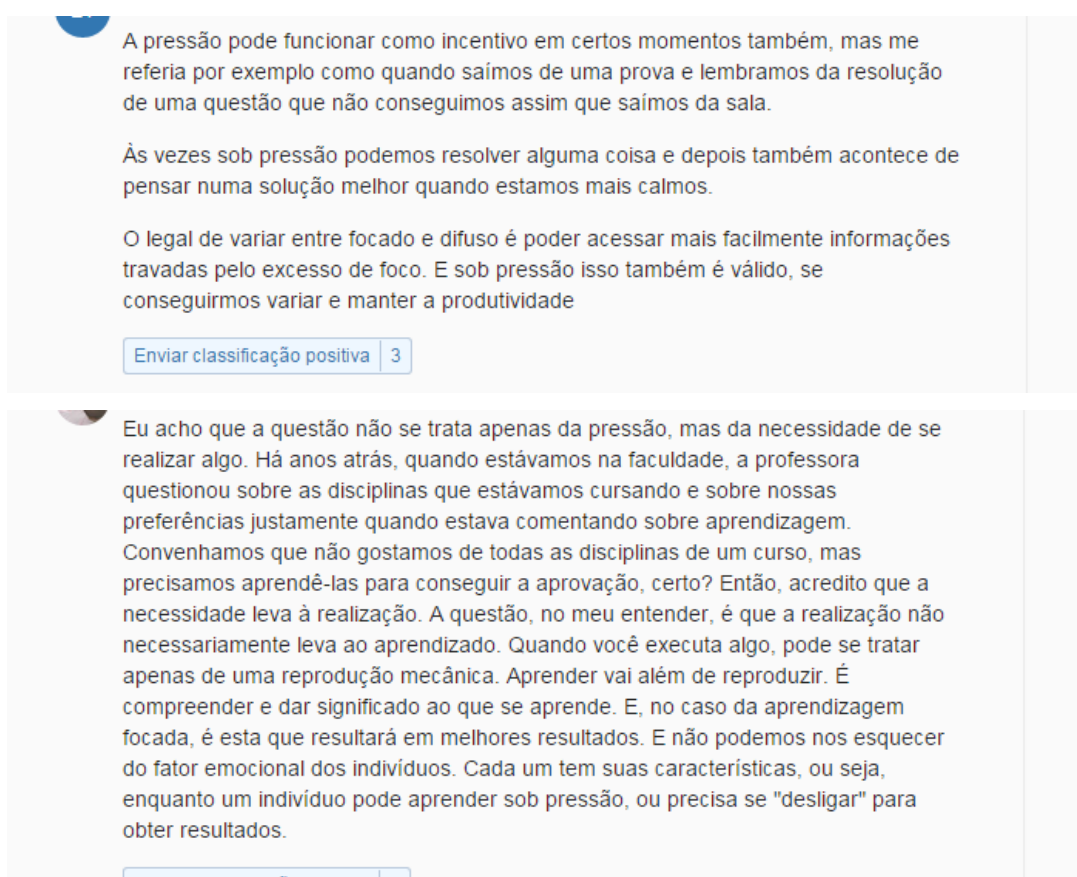 A pressão pode funcionar como incentivo em certos momentos também, mas me
referia por exemplo como quando saímos de uma prova e lembramos da resolução
de uma questão que não conseguimos assim que saímos da sala.
Às vezes sob pressão podemos resolver alguma coisa e depois também acontece de
pensar numa solução melhor quando estamos mais calmos.
O legal de variar entre focado e difuso é poder acessar mais facilmente informações
travadas pelo excesso de foco. E sob pressão isso também é válido, se
conseguirmos variar e manter a produtividade
Enviar classificação positiva 3
Eu acho que a questão não se trata apenas da pressão, mas da necessidade de se
realizar algo. Há anos atrás, quando estávamos na faculdade, a professora
questionou sobre as disciplinas que estávamos cursando e sobre nossas
preferências justamente quando estava comentando sobre aprendizagem.
Convenhamos que não gostamos de todas as disciplinas de um curso, mas
precisamos aprendê-las para conseguir a aprovação, certo? Então, acredito que a
necessidade leva à realização. A questão, no meu entender, é que a realização não
necessariamente leva ao aprendizado. Quando você executa algo, pode se tratar
apenas de uma reprodução mecânica. Aprender vai além de reproduzir. É
compreender e dar significado ao que se aprende. E, no caso da aprendizagem
focada, é esta que resultará em melhores resultados. E não podemos nos esquecer
do fator emocional dos indivíduos. Cada um tem suas características, ou seja,
enquanto um indivíduo pode aprender sob pressão, ou precisa se "desligar" para
obter resultados.